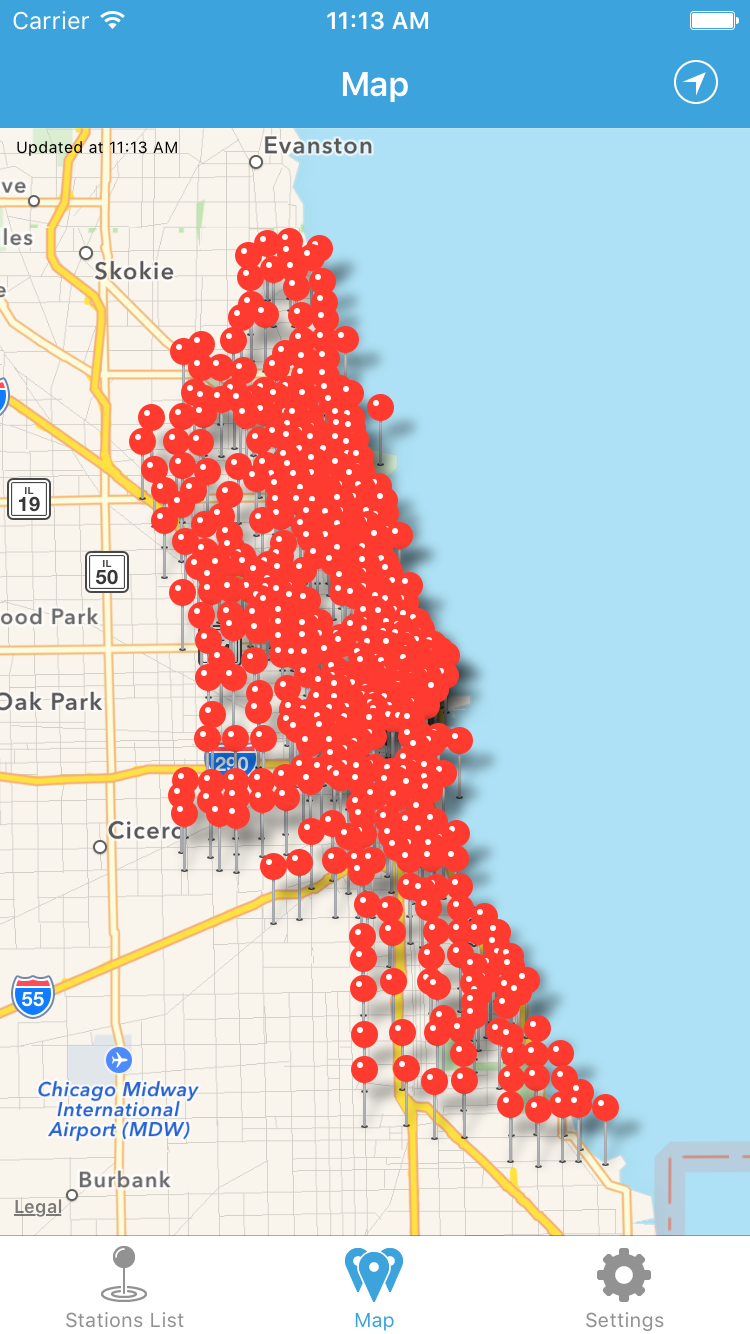 Carrier
11:13 AM
Map
Updated at 11:13 AM
Evanston
ve
les
Skokie
e
IL
19
IL
50
ood Park
Oak Park
290
Cicero
55
Chicago Midway
International
Airport (MDW)
Burbank
Legal
Stations List
Map
Settings